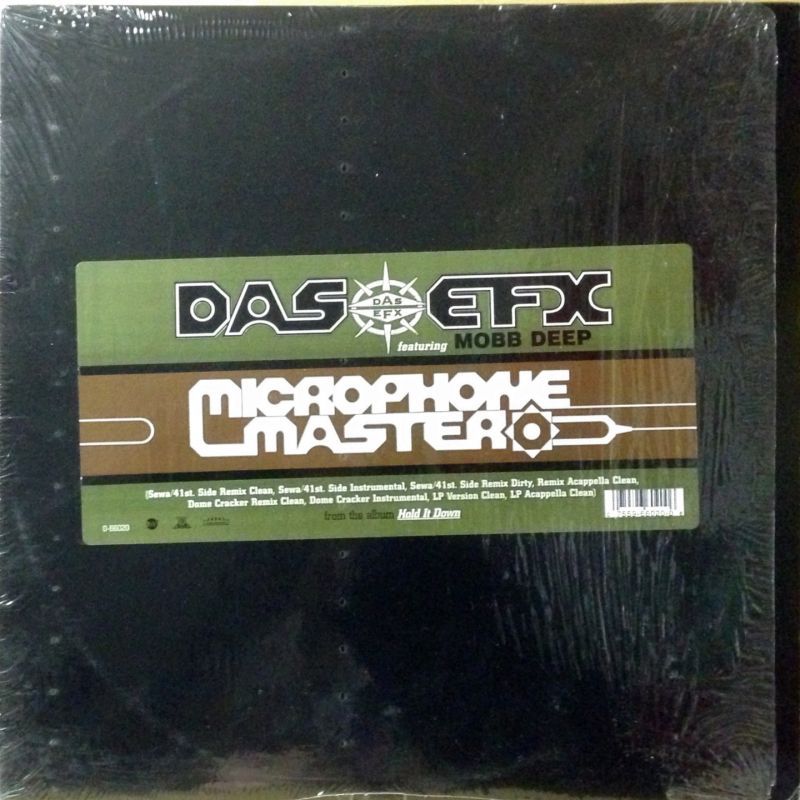 DAS EFX
DAS
EFX
featuring MOBB DEEP
MICROPHONE
MASTER
(Sewa/41st. Side Remix Clean, Sewa/41st. Side Instrumental, Sewa/41st. Side Remix Dirty, Remix Acappella Clean,
Dome Cracker Remix Clean, Dome Cracker Instrumental, LP Version Clean, LP Acappella Clean)
from the album Hold It Down
0-66020